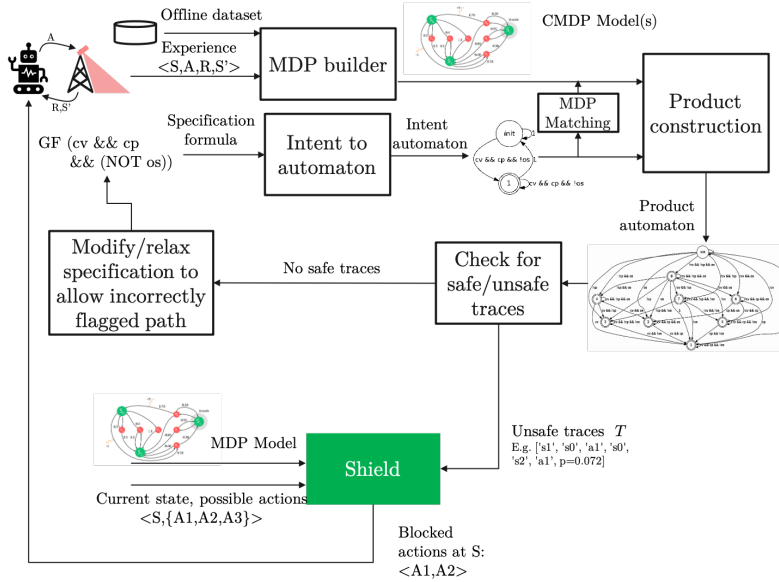 Offline dataset
Experience
<S,A,R,S'>
A
R,S'
MDP builder
CMDP Model(s)
Product
construction
MDP
Matching
GF (cv && cp
&& (NOT os))
Specification
formula
Intent to
automaton
Intent
automaton
init
1
cv && cp && !os
1
1
cv && cp && !os
Product
automaton
Modify/relax
specification to
allow incorrectly
flagged path
No safe traces
Check for
safe/unsafe
traces
MDP Model
Shield
Unsafe traces T
E.g. ['s1', 's0', 'a1', 's0',
's2', 'a1', p=0.072]
Current state, possible actions
<S,{A1,A2,A3}>
Blocked
actions at S:
<A1,A2>